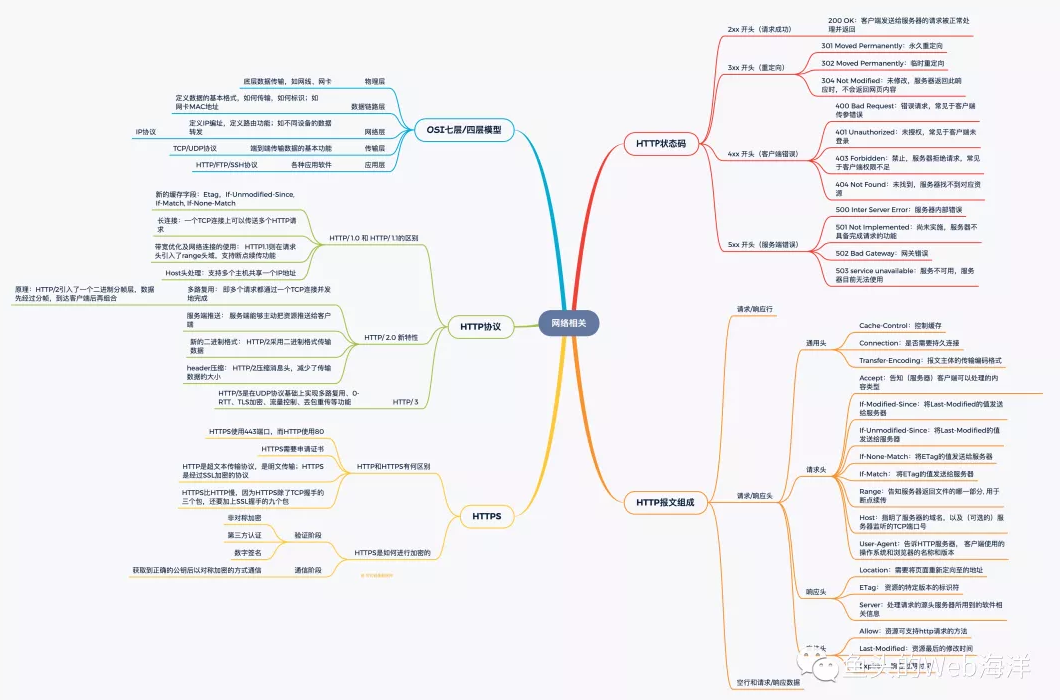 网络相关
OSI七层/四层模型
物理层
底层数据传输，如网线、网卡
数据链路层
定义数据的基本格式，如何传输，如何标识；如
网卡MAC地址
网络层
定义IP编址，定义路由功能；如不同设备的数据
转发
IP协议
传输层
端到端传输数据的基本功能
TCP/UDP协议
应用层
各种应用软件
HTTP/FTP/SSH协议
HTTP协议
HTTP/ 1.0 和 HTTP/ 1.1的区别
新的缓存字段：Etag，If-Unmodified-Since,
If-Match, If-None-Match
长连接：一个TCP连接上可以传送多个HTTP请
求
带宽优化及网络连接的使用： HTTP1.1则在请求
头引入了range头域，支持断点续传功能
Host头处理：支持多个主机共享一个IP地址
HTTP/ 2.0 新特性
多路复用： 即多个请求都通过一个TCP连接并发
地完成
原理：HTTP/2引入了一个二进制分帧层，数据
先经过分帧，到达客户端后再组合
服务端推送： 服务端能够主动把资源推送给客户
端
新的二进制格式： HTTP/2采用二进制格式传输
数据
header压缩： HTTP/2压缩消息头，减少了传输
数据的大小
HTTP/ 3
HTTP/3是在UDP协议基础上实现多路复用、0-
RTT、TLS加密、流量控制、丢包重传等功能
HTTPS
HTTP和HTTPS有何区别
HTTPS使用443端口，而HTTP使用80
HTTPS需要申请证书
HTTP是超文本传输协议，是明文传输；HTTPS
是经过SSL加密的协议
HTTPS比HTTP慢，因为HTTPS除了TCP握手的
三个包，还要加上SSL握手的九个包
HTTPS是如何进行加密的
验证阶段
非对称加密
第三方认证
数字签名
通信阶段
获取到正确的公钥后以对称加密的方式通信
HTTP状态码
2xx 开头（请求成功）
200 OK：客户端发送给服务器的请求被正常处
理并返回
3xx 开头（重定向）
301 Moved Permanently：永久重定向
302 Moved Permanently：临时重定向
304 Not Modified：未修改，服务器返回此响
应时，不会返回网页内容
4xx 开头（客户端错误）
400 Bad Request：错误请求，常见于客户端
传参错误
401 Unauthorized：未授权，常见于客户端未
登录
403 Forbidden：禁止，服务器拒绝请求，常见
于客户端权限不足
404 Not Found：未找到，服务器找不到对应资
源
5xx 开头（服务端错误）
500 Inter Server Error：服务器内部错误
501 Not Implemented：尚未实施，服务器不
具备完成请求的功能
502 Bad Gateway：网关错误
503 service unavailable：服务不可用，服务
器目前无法使用
HTTP报文组成
请求/响应行
请求/响应头
通用头
Cache-Control：控制缓存
Connection：是否需要持久连接
Transfer-Encoding：报文主体的传输编码格式
请求头
Accept：告知（服务器）客户端可以处理的内
容类型
If-Modified-Since：将Last-Modified的值发送
给服务器
If-Unmodified-Since：将Last-Modified的值
发送给服务器
If-None-Match：将ETag的值发送给服务器
If-Match： 将ETag的值发送给服务器
Range：告知服务器返回文件的哪一部分, 用于
断点续传
Host：指明了服务器的域名，以及（可选的）服
务器监听的TCP端口号
User-Agent：告诉HTTP服务器， 客户端使用的
操作系统和浏览器的名称和版本
响应头
Location：需要将页面重新定向至的地址
ETag： 资源的特定版本的标识符
Server：处理请求的源头服务器所用到的软件相
关信息
头
Allow：资源可支持http请求的方法
Last-Modified：资源最后的修改时间
空行和请求/响应数据
鱼头的Web海洋